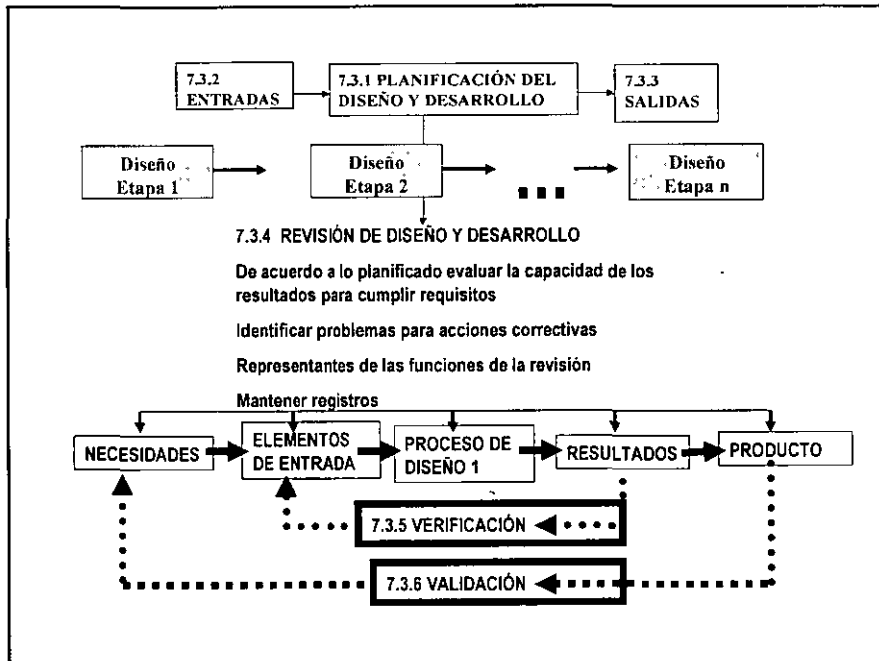 7.3.2
ENTRADAS
7.3.1 PLANIFICACIÓN DEL
DISEÑO Y DESARROLLO
7.3.3
SALIDAS
Diseño
Etapa 1
Diseño
Etapa 2
...
Diseño
Etapa n
7.3.4 REVISIÓN DE DISEÑO Y DESARROLLO
De acuerdo a lo planificado evaluar la capacidad de los
resultados para cumplir requisitos
Identificar problemas para acciones correctivas
Representantes de las funciones de la revisión
Mantener registros
NECESIDADES
ELEMENTOS
DE ENTRADA
PROCESO DE
DISEÑO 1
RESULTADOS
PRODUCTO
7.3.5 VERIFICACIÓN
7.3.6 VALIDACIÓN